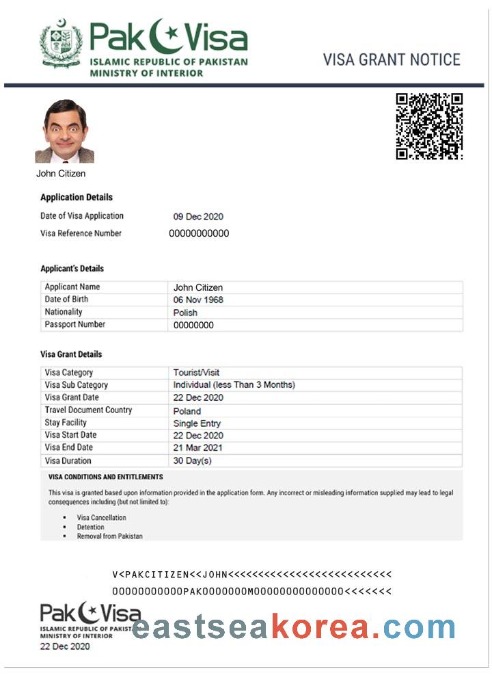 Pak Visa
ISLAMIC REPUBLIC OF PAKISTAN
MINISTRY OF INTERIOR
VISA GRANT NOTICE
John Citizen
Application Details
Date of Visa Application 09 Dec 2020
Visa Reference Number 00000000000
Applicant's Details
Applicant Name John Citizen
Date of Birth 06 Nov 1968
Nationality Polish
Passport Number 00000000
Visa Grant Details
Visa Category Tourist/Visit
Visa Sub Category Individual (less Than 3 Months)
Visa Grant Date 22 Dec 2020
Travel Document Country Poland
Stay Facility Single Entry
Visa Start Date 22 Dec 2020
Visa End Date 21 Mar 2021
Visa Duration 30 Day(s)
VISA CONDITIONS AND ENTITLEMENTS
This visa is granted based upon information provided in the application form. Any incorrect or misleading information supplied may lead to legal
consequences including (but not limited to):
• Visa Cancellation
• Detention
• Removal from Pakistan
V<PAKCITIZEN<<JOHN<<<<<<<<<<<<<<<<<<<<<<<<<<
00000000000PAK0000000M00000000000000<<<<<<<
Pak Visa
ISLAMIC REPUBLIC OF PAKISTAN
MINISTRY OF INTERIOR
eastseakorea.com
22 Dec 2020